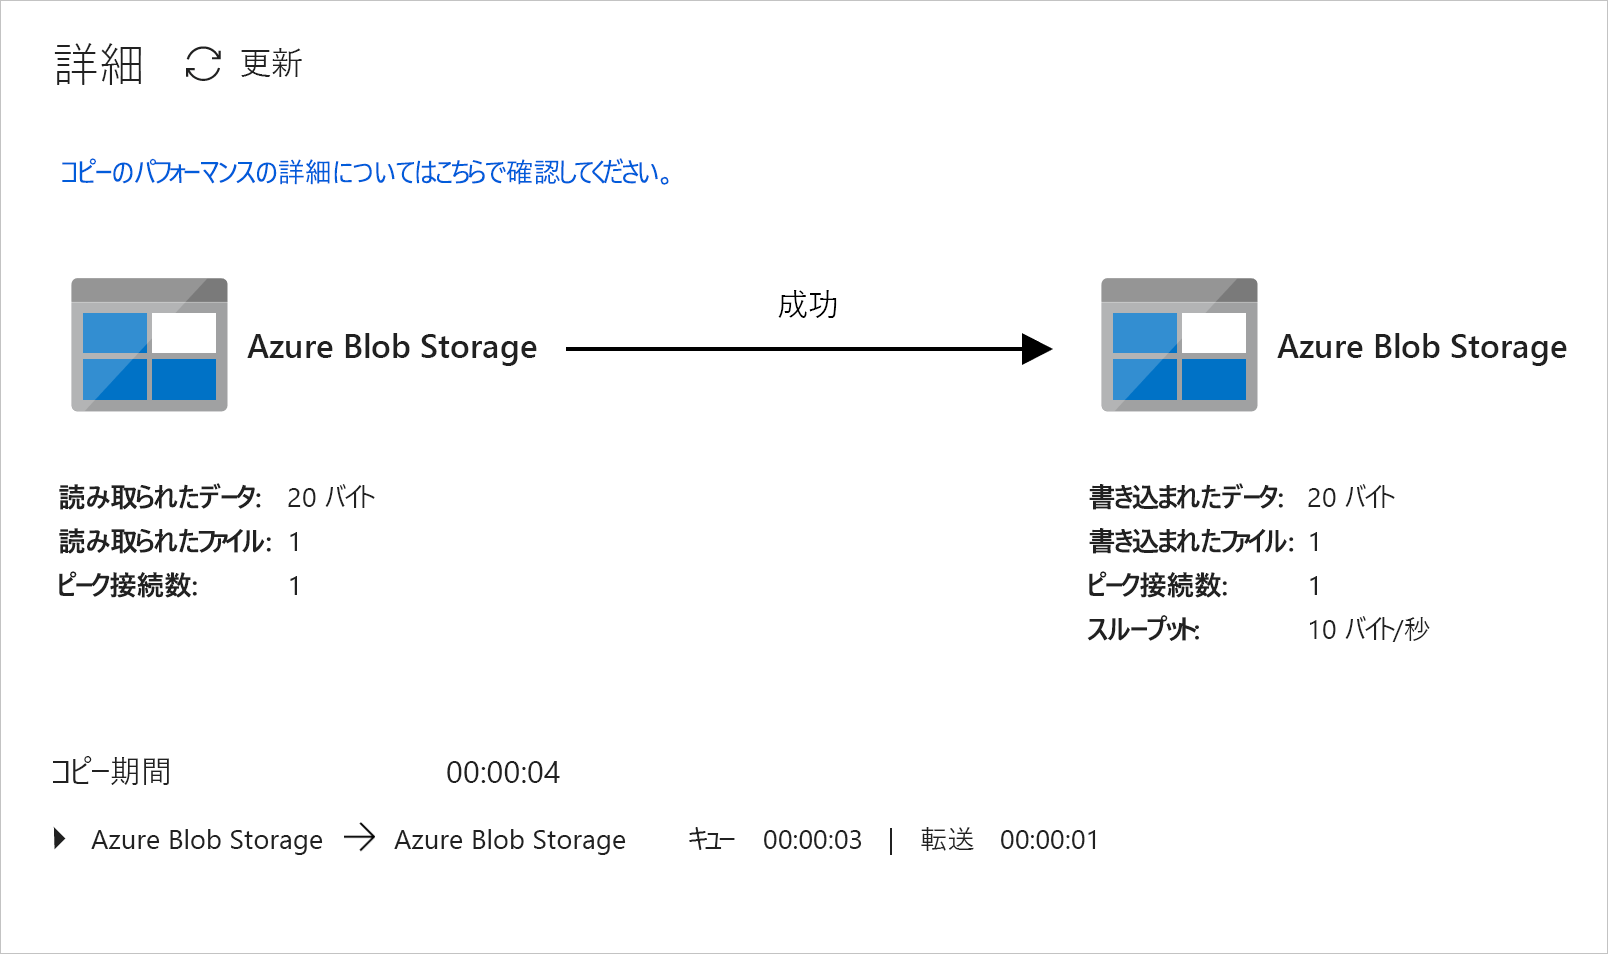 詳細 更新
コピーのパフォーマンスの詳細についてはこちらで確認してください。
成功
Azure Blob Storage Azure Blob Storage
読み取られたデータ: 20 バイト 書き込まれたデータ: 20 バイト
読み取られたファイル: 1 書き込まれたファイル: 1
ピーク接続数: 1 ピーク接続数: 1
スループット: 10 バイト/秒
コピー期間 00:00:04
Azure Blob Storage → Azure Blob Storage キュー 00:00:03 | 転送 00:00:01